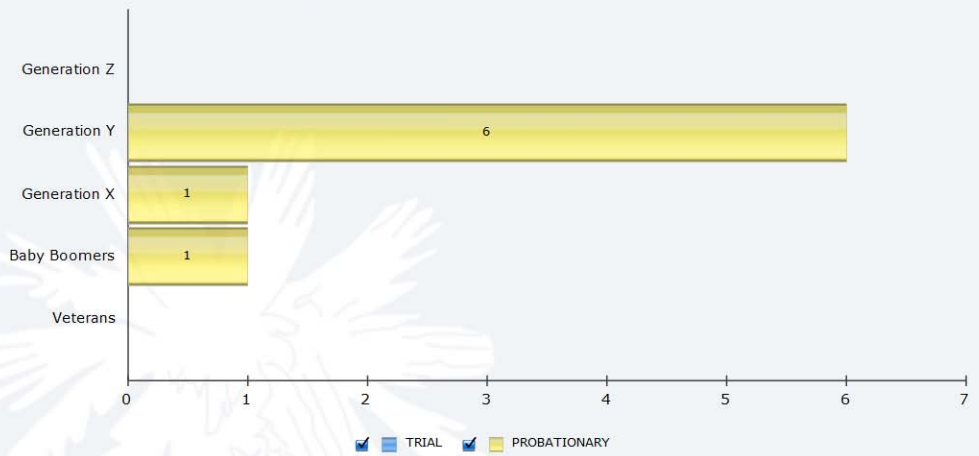 Generation Z
Generation Y
6
Generation X
1
Baby Boomers
1
Veterans
0 1 2 3 4 5 6 7
TRIAL PROBATIONARY